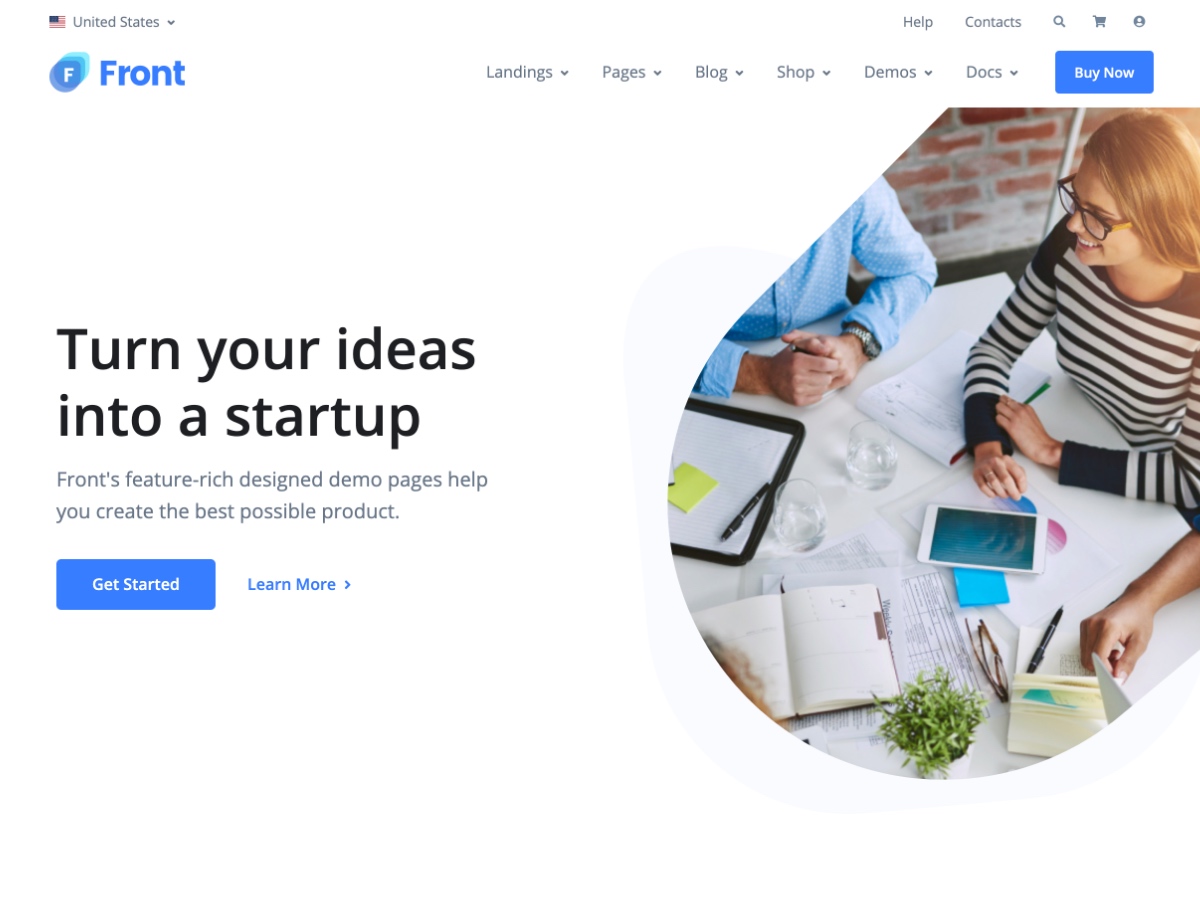 United States
Help
Contacts
F
Front
Landings
Pages
Blog
Shop
Demos
Docs
Buy Now
Turn your ideas
into a startup
Front's feature-rich designed demo pages help
you create the best possible product.
Get Started
Learn More